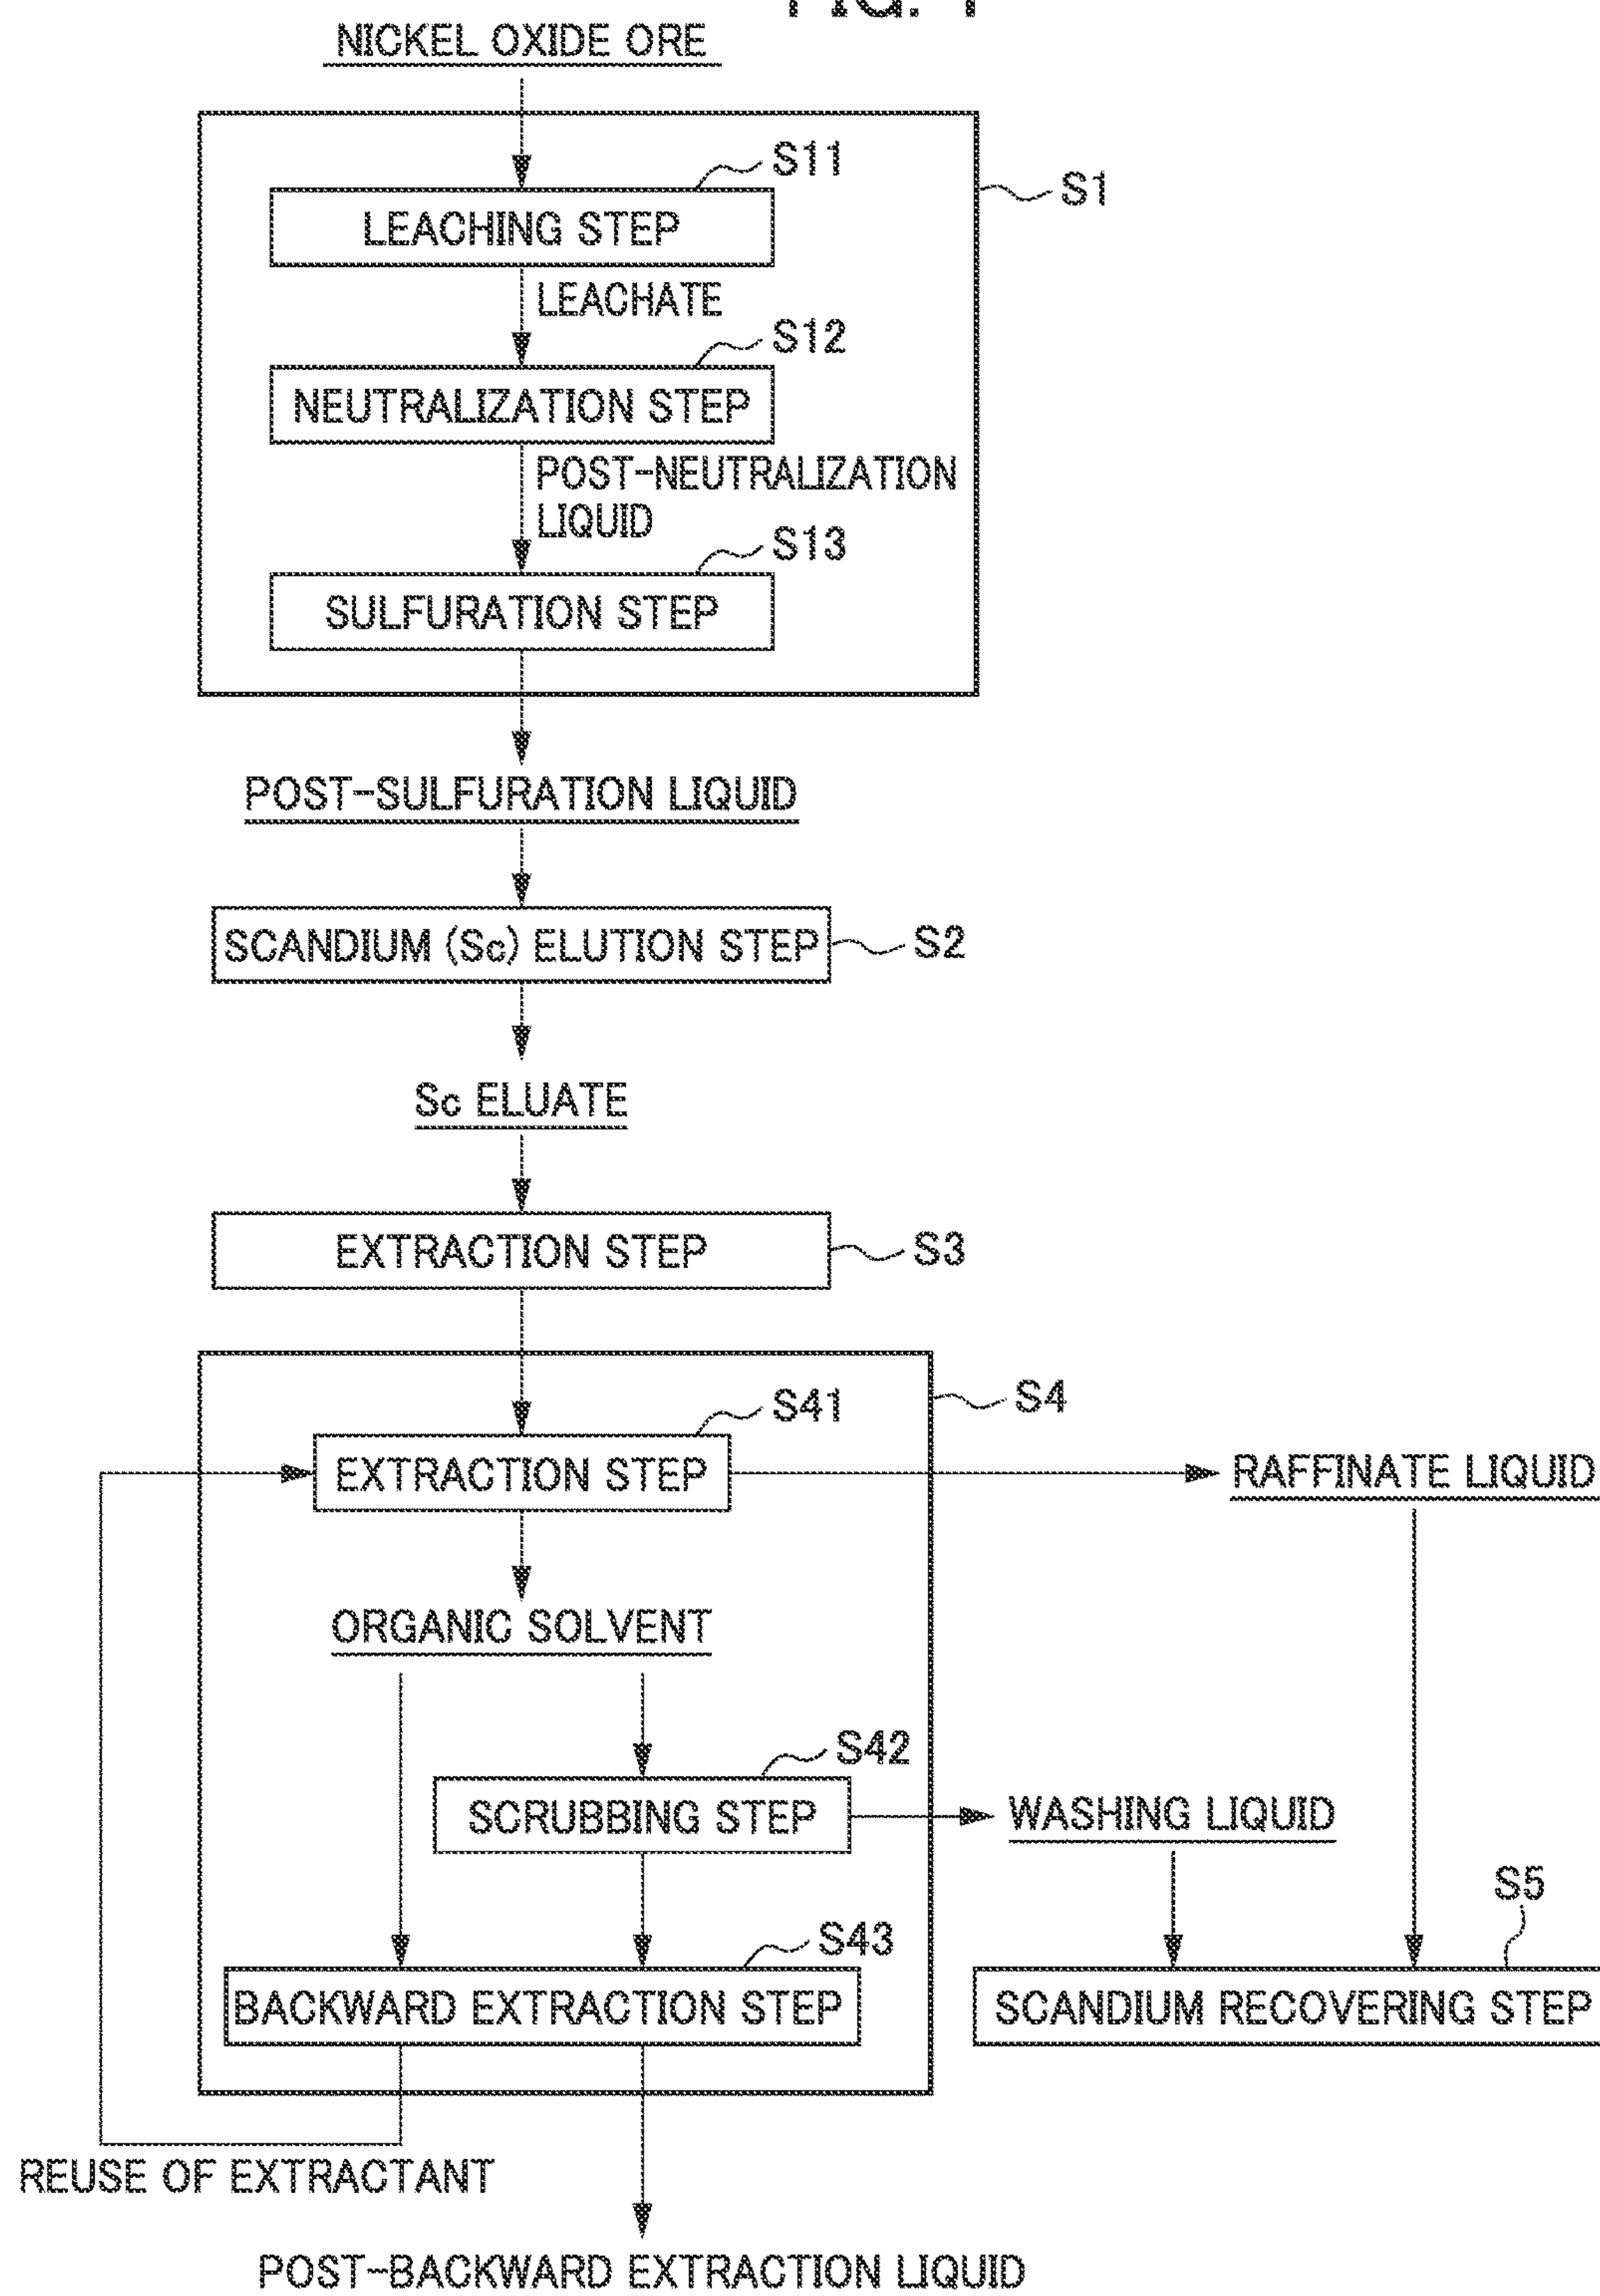 FIG. 1
NICKEL OXIDE ORE
S11
S1
LEACHING STEP
LEACHATE
S12
NEUTRALIZATION STEP
POST-NEUTRALIZATION
LIQUID
S13
SULFURATION STEP
POST-SULFURATION LIQUID
SCANDIUM (Sc) ELUTION STEP
S2
Sc ELUATE
EXTRACTION STEP
S3
S4
S41
EXTRACTION STEP
RAFFINATE LIQUID
ORGANIC SOLVENT
S42
SCRUBBING STEP
WASHING LIQUID
S5
S43
BACKWARD EXTRACTION STEP
SCANDIUM RECOVERING STEP
REUSE OF EXTRACTANT
POST-BACKWARD EXTRACTION LIQUID